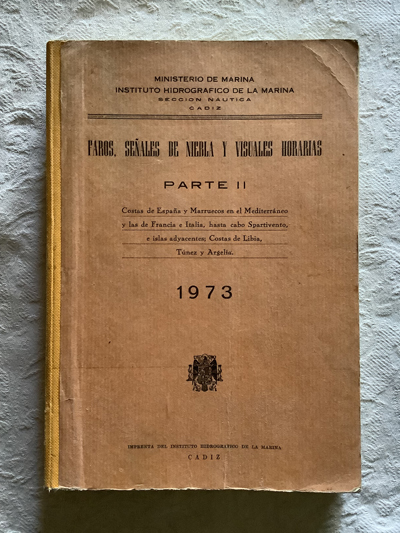 MINISTERIO DE MARINA
INSTITUTO HIDROGRAFICO DE LA MARINA
SECCION NAUTICA
CADIZ
FAROS, SEÑALES DE NIEBLA Y VISUALES HORARIAS
PARTE II
Costas de España y Marruecos en el Mediterráneo
y las de Francia e Italia, hasta cabo Spartivento,
e islas adyacentes; Costas de Libia,
Túnez y Argelia.
1973
IMPRENTA DEL INSTITUTO HIDROGRAFICO DE LA MARINA
CADIZ